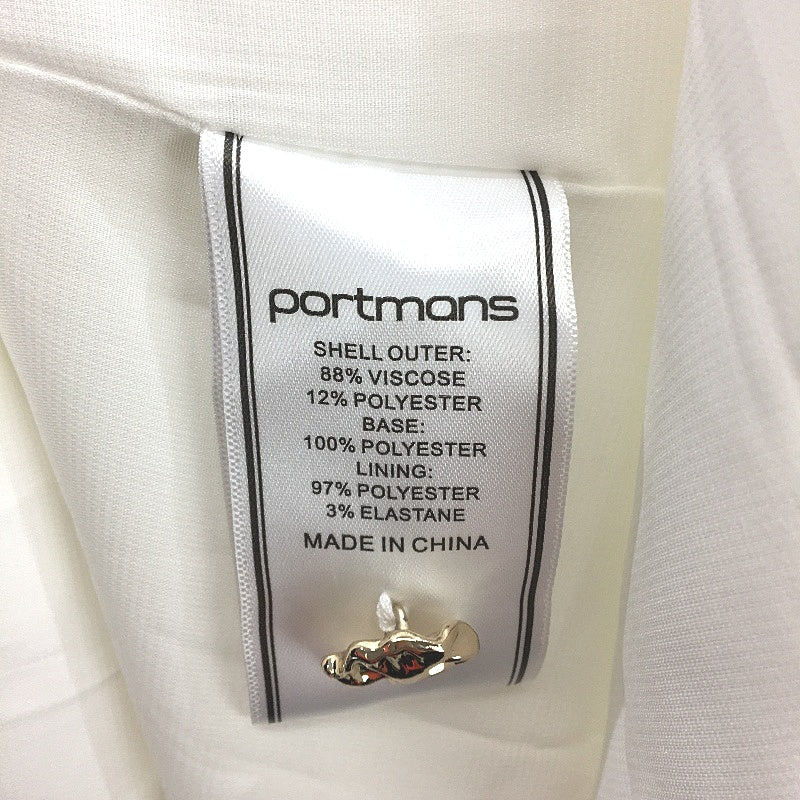 portmans
SHELL OUTER:
88% VISCOSE
12% POLYESTER
BASE:
100% POLYESTER
LINING:
97% POLYESTER
3% ELASTANE
MADE IN CHINA